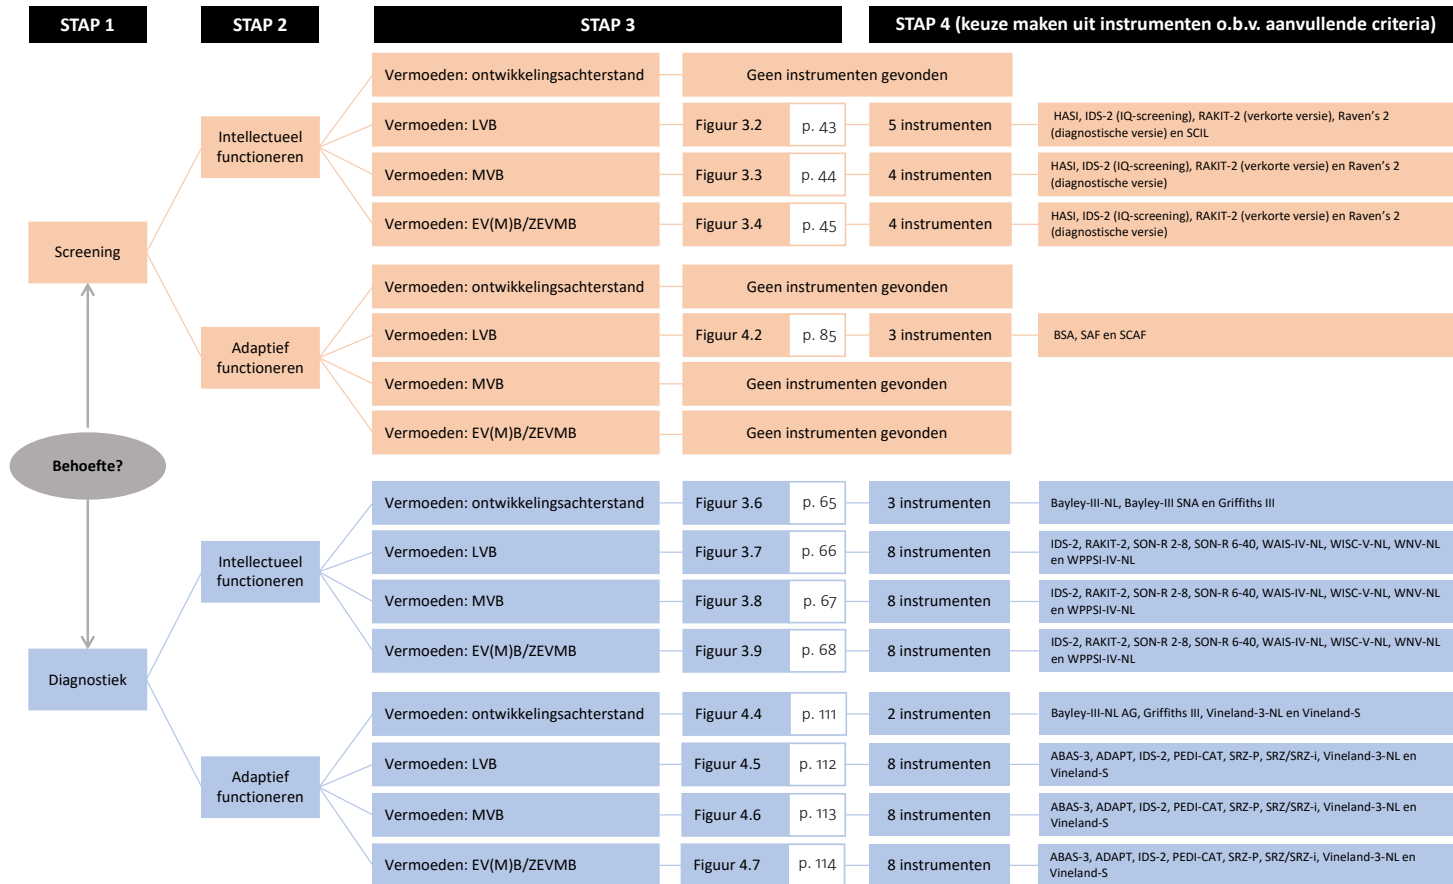 STAP 1
STAP 2
STAP 3
STAP 4 (keuze maken uit instrumenten o.b.v. aanvullende criteria)
Behoefte?
Screening
Intellectueel
functioneren
Vermoeden: ontwikkelingsachterstand
Geen instrumenten gevonden
Vermoeden: LVB
Figuur 3.2
p. 43
5 instrumenten
HASI, IDS-2 (IQ-screening), RAKIT-2 (verkorte versie), Raven's 2
(diagnostische versie) en SCIL
Vermoeden: MVB
Figuur 3.3
p. 44
4 instrumenten
HASI, IDS-2 (IQ-screening), RAKIT-2 (verkorte versie) en Raven's 2
(diagnostische versie)
Vermoeden: EV(M)B/ZEVMB
Figuur 3.4
p. 45
4 instrumenten
HASI, IDS-2 (IQ-screening), RAKIT-2 (verkorte versie) en Raven's 2
(diagnostische versie)
Adaptief
functioneren
Vermoeden: ontwikkelingsachterstand
Geen instrumenten gevonden
Vermoeden: LVB
Figuur 4.2
p. 85
3 instrumenten
BSA, SAF en SCAF
Vermoeden: MVB
Geen instrumenten gevonden
Vermoeden: EV(M)B/ZEVMB
Geen instrumenten gevonden
Diagnostiek
Intellectueel
functioneren
Vermoeden: ontwikkelingsachterstand
Figuur 3.6
p. 65
3 instrumenten
Bayley-III-NL, Bayley-III SNA en Griffiths III
Vermoeden: LVB
Figuur 3.7
p. 66
8 instrumenten
IDS-2, RAKIT-2, SON-R 2-8, SON-R 6-40, WAIS-IV-NL, WISC-V-NL, WNV-NL
en WPPSI-IV-NL
Vermoeden: MVB
Figuur 3.8
p. 67
8 instrumenten
IDS-2, RAKIT-2, SON-R 2-8, SON-R 6-40, WAIS-IV-NL, WISC-V-NL, WNV-NL
en WPPSI-IV-NL
Vermoeden: EV(M)B/ZEVMB
Figuur 3.9
p. 68
8 instrumenten
IDS-2, RAKIT-2, SON-R 2-8, SON-R 6-40, WAIS-IV-NL, WISC-V-NL, WNV-NL
en WPPSI-IV-NL
Adaptief
functioneren
Vermoeden: ontwikkelingsachterstand
Figuur 4.4
p. 111
2 instrumenten
Bayley-III-NL AG, Griffiths III, Vineland-3-NL en Vineland-S
Vermoeden: LVB
Figuur 4.5
p. 112
8 instrumenten
ABAS-3, ADAPT, IDS-2, PEDI-CAT, SRZ-P, SRZ/SRZ-i, Vineland-3-NL en
Vineland-S
Vermoeden: MVB
Figuur 4.6
p. 113
8 instrumenten
ABAS-3, ADAPT, IDS-2, PEDI-CAT, SRZ-P, SRZ/SRZ-i, Vineland-3-NL en
Vineland-S
Vermoeden: EV(M)B/ZEVMB
Figuur 4.7
p. 114
8 instrumenten
ABAS-3, ADAPT, IDS-2, PEDI-CAT, SRZ-P, SRZ/SRZ-i, Vineland-3-NL en
Vineland-S